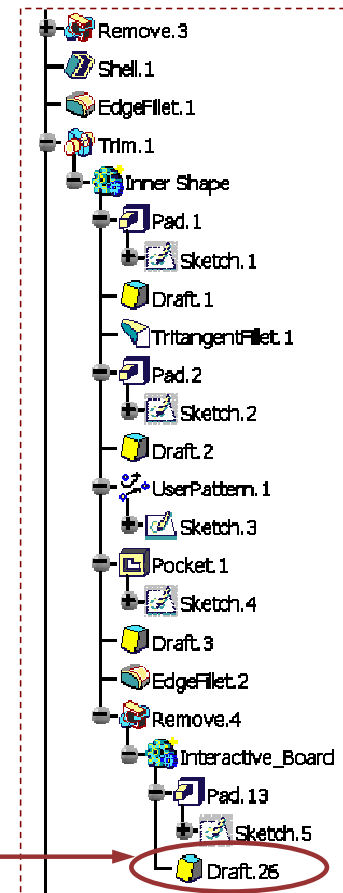 Remove.3
Shell.1
EdgeFillet.1
Trim.1
Inner Shape
Pad.1
Sketch.1
Draft.1
TritangentFillet.1
Pad.2
Sketch.2
Draft.2
UserPattern.1
Sketch.3
Pocket.1
Sketch.4
Draft.3
EdgeFillet.2
Remove.4
Interactive_Board
Pad.13
Sketch.5
Draft.26